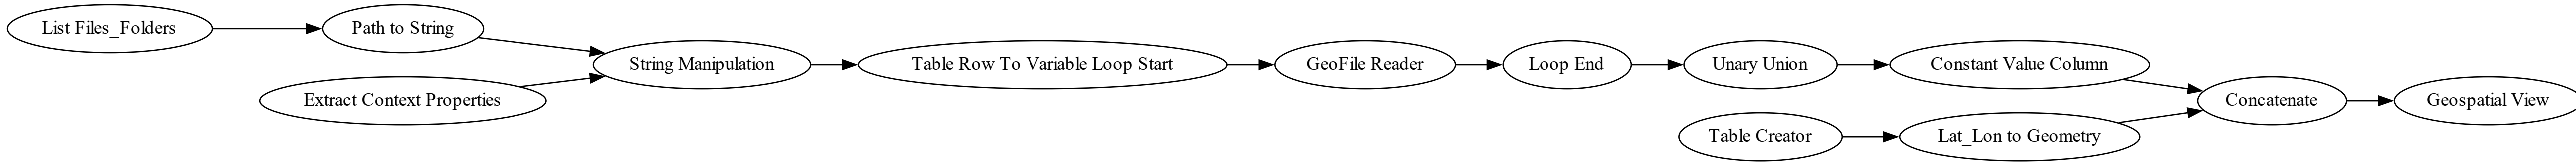 List Files_Folders
Path to String
Extract Context Properties
String Manipulation
Table Row To Variable Loop Start
GeoFile Reader
Loop End
Unary Union
Constant Value Column
Table Creator
Lat_Lon to Geometry
Concatenate
Geospatial View